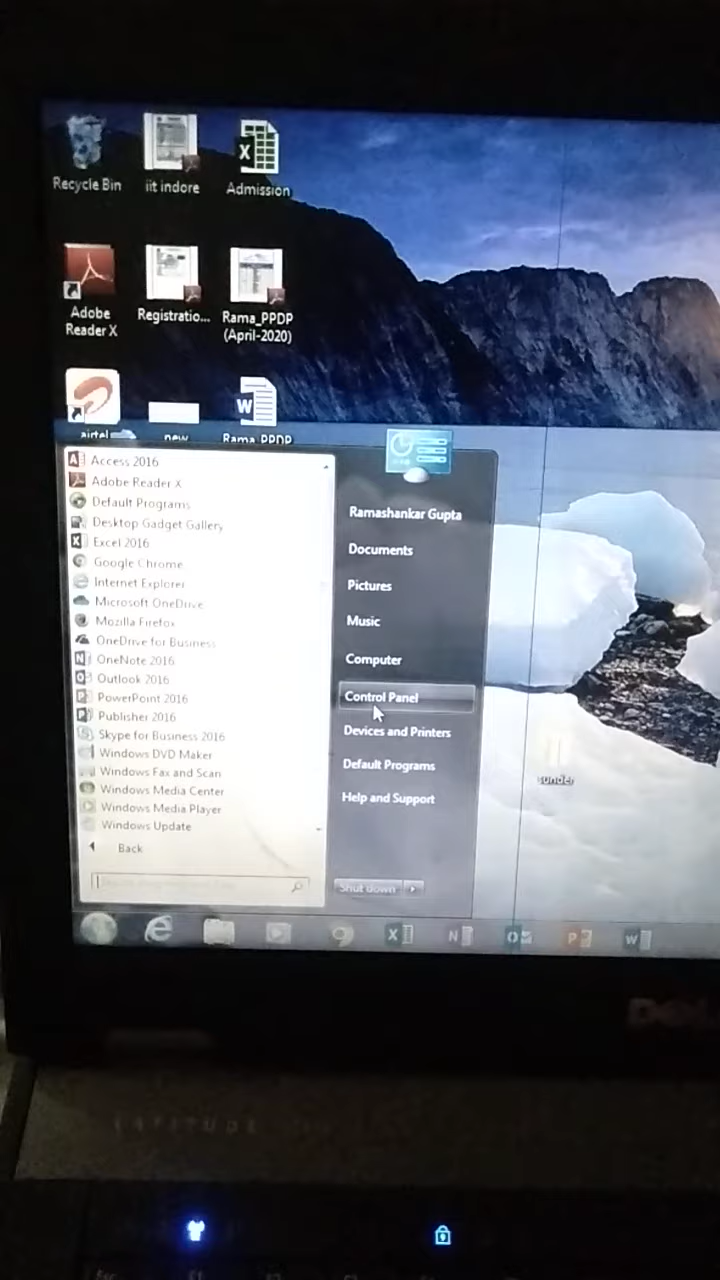 Recycle Bin
iit indore
Admission
Adobe
Reader X
Registratio...
Rama_PPDP
(April-2020)
airtel
new
Rama_PPDP
Access 2016
Adobe Reader X
Default Programs
Desktop Gadget Gallery
Excel 2016
Google Chrome
Internet Explorer
Microsoft OneDrive
Mozilla Firefox
OneDrive for Business
OneNote 2016
Outlook 2016
PowerPoint 2016
Publisher 2016
Skype for Business 2016
Windows DVD Maker
Windows Fax and Scan
Windows Media Center
Windows Media Player
Windows Update
Back
Ramashankar Gupta
Documents
Pictures
Music
Computer
Control Panel
Devices and Printers
Default Programs
Help and Support
Shut down
sunder
LATITUDE